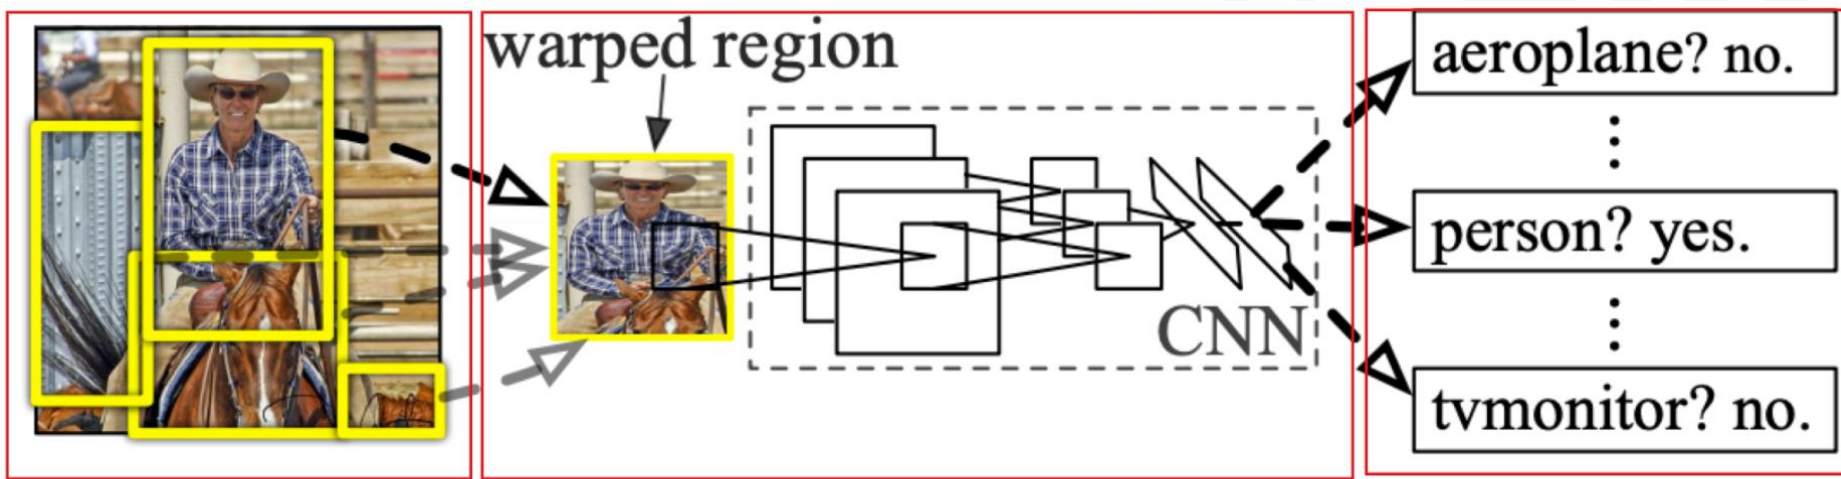 warped region
CNN
aeroplane? no.
person? yes.
tvmonitor? no.